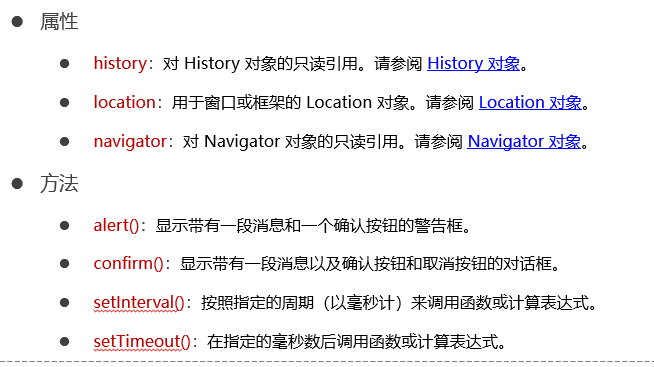 属性
history：对 History 对象的只读引用。请参阅 History 对象。
location：用于窗口或框架的 Location 对象。请参阅 Location 对象。
navigator：对 Navigator 对象的只读引用。请参阅 Navigator 对象。
方法
alert()：显示带有一段消息和一个确认按钮的警告框。
confirm()：显示带有一段消息以及确认按钮和取消按钮的对话框。
setInterval()：按照指定的周期（以毫秒计）来调用函数或计算表达式。
setTimeout()：在指定的毫秒数后调用函数或计算表达式。